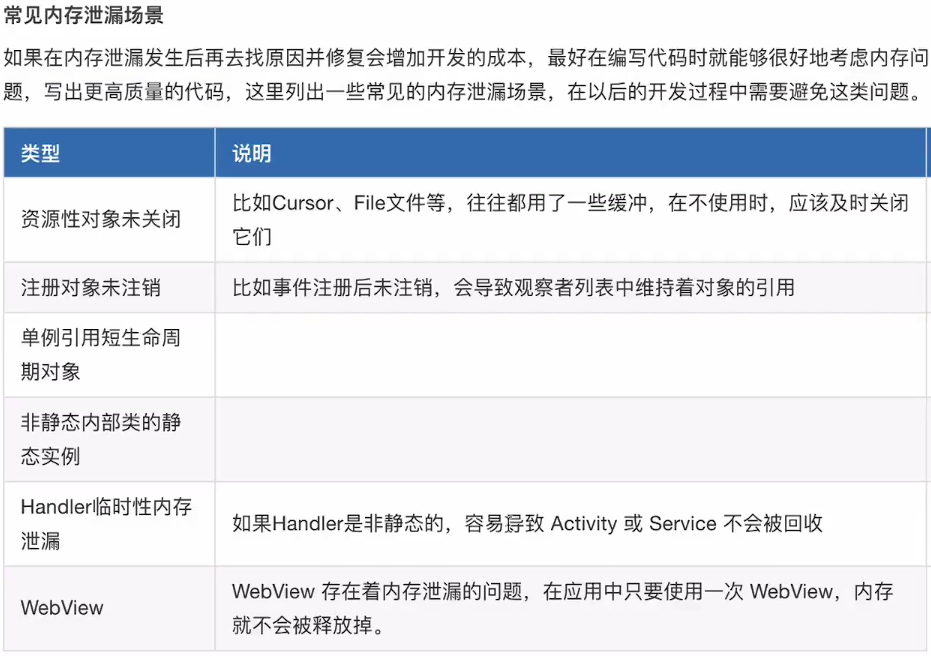 常见内存泄漏场景
如果在内存泄漏发生后再去找原因并修复会增加开发的成本，最好在编写代码时就能够很好地考虑内存问
题，写出更高质量的代码，这里列出一些常见的内存泄漏场景，在以后的开发过程中需要避免这类问题。
类型
说明
资源性对象未关闭
比如Cursor、File文件等，往往都用了一些缓冲，在不使用时，应该及时关闭
它们
注册对象未注销
比如事件注册后未注销，会导致观察者列表中维持着对象的引用
单例引用短生命周
期对象
非静态内部类的静
态实例
Handler临时性内存
泄漏
如果Handler是非静态的，容易导致 Activity 或 Service 不会被回收
WebView
WebView 存在着内存泄漏的问题，在应用中只要使用一次 WebView，内存
就不会被释放掉。